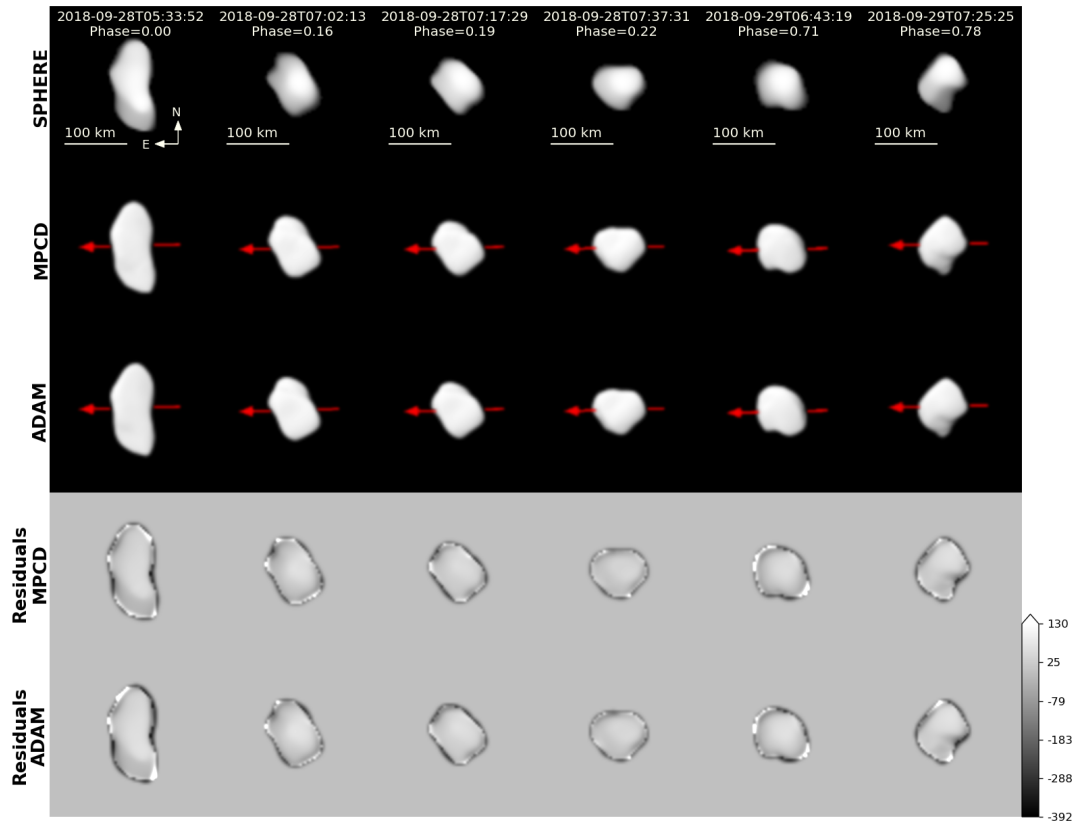 2018-09-28T05:33:52 2018-09-28T07:02:13 2018-09-28T07:17:29 2018-09-28T07:37:31 2018-09-29T06:43:19 2018-09-29T07:25:25
Phase=0.00 Phase=0.16 Phase=0.19 Phase=0.22 Phase=0.71 Phase=0.78
SPHERE
N
100 km 100 km 100 km 100 km 100 km 100 km
E
MPCD
ADAM
Residuals
MPCD
130
25
-79
-183
-288
-392
Residuals
ADAM